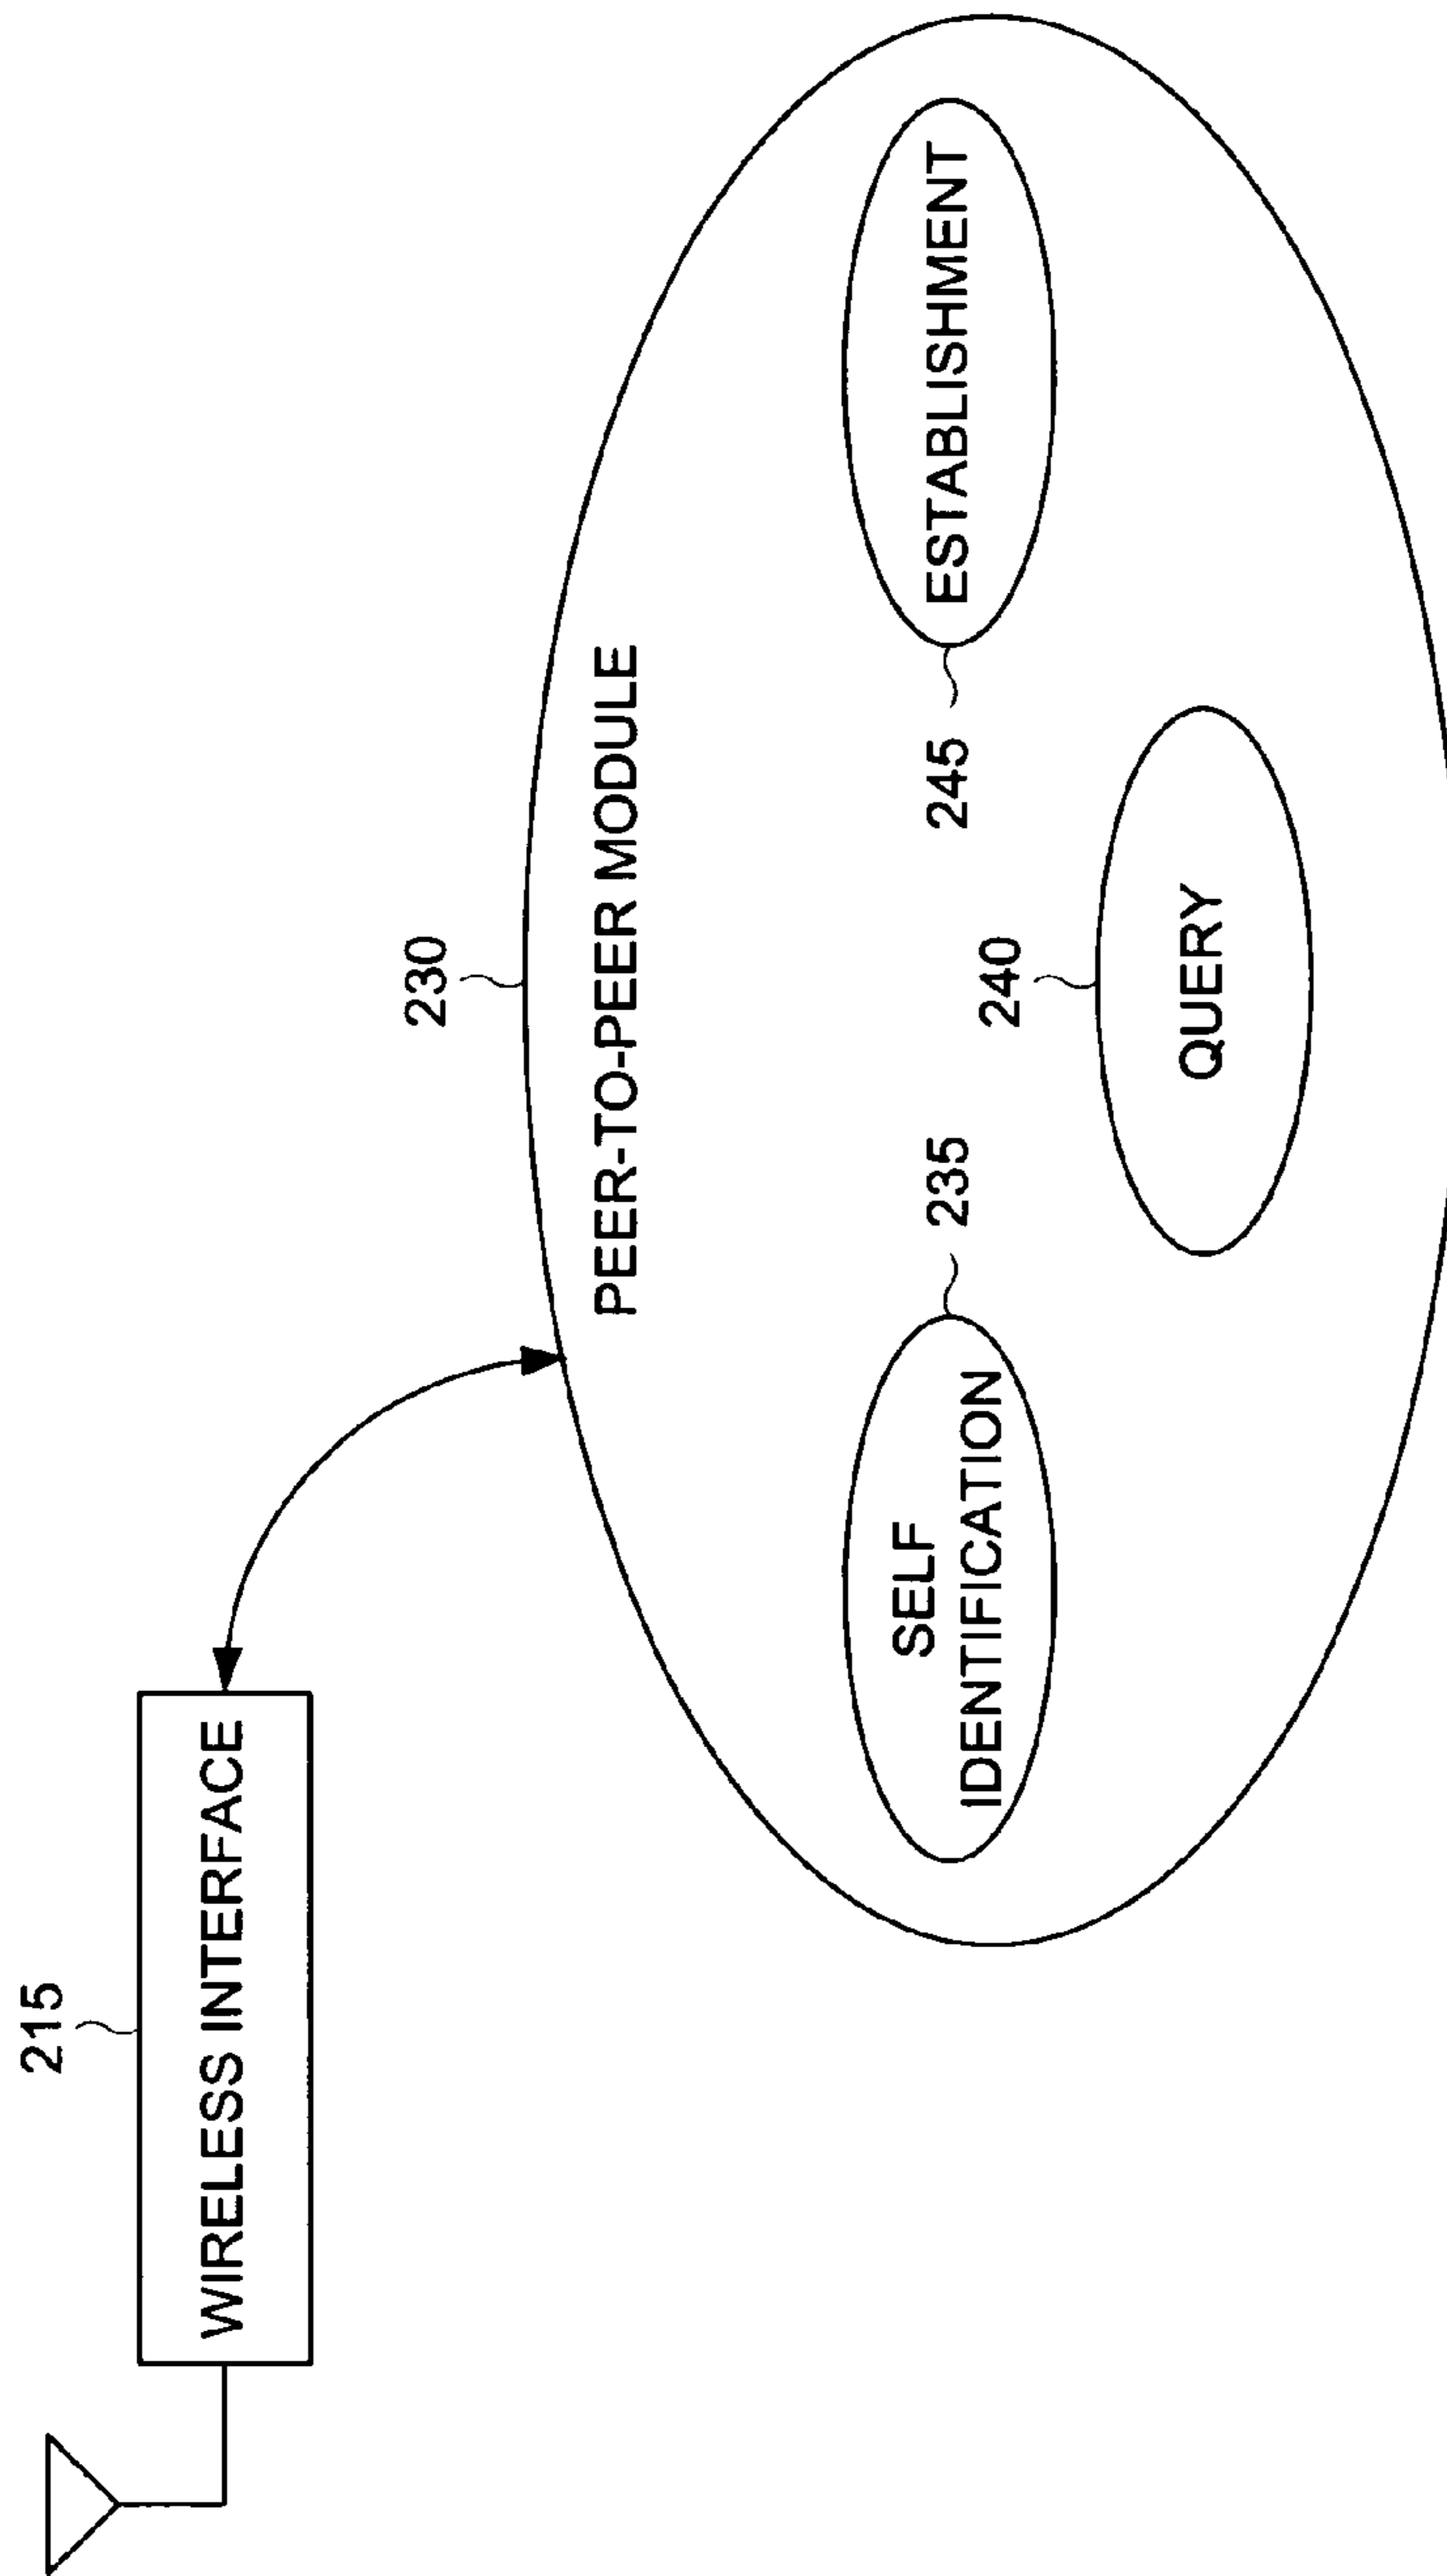 215
WIRELESS INTERFACE
230
PEER-TO-PEER MODULE
SELF
IDENTIFICATION
235
240
QUERY
245
ESTABLISHMENT